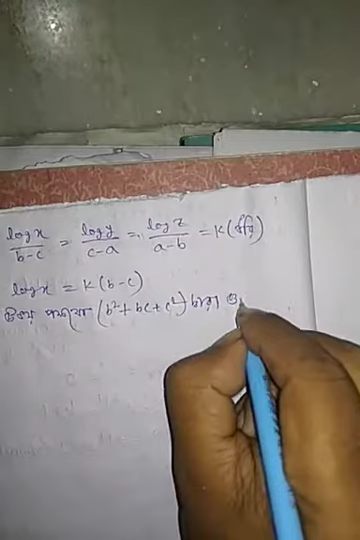 log x / b-c = log y / c-a = log z / a-b = K (ধরি)
log x = K (b-c)
উভয় পক্ষকে (b² + bc + c²) দ্বারা গু